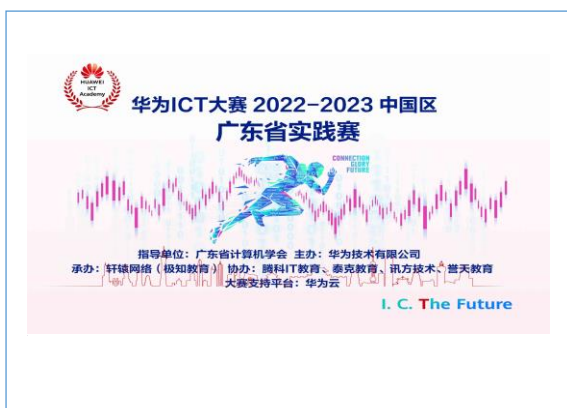 HUAWEI
ICT
Academy
华为ICT大赛 2022-2023 中国区
广东省实践赛
CONNECTION
GLORY
FUTURE
指导单位：广东省计算机学会 主办：华为技术有限公司
承办：轩辕网络（极知教育）协办：腾科IT教育、泰克教育、讯方技术、誉天教育
大赛支持平台：华为云
I. C. The Future